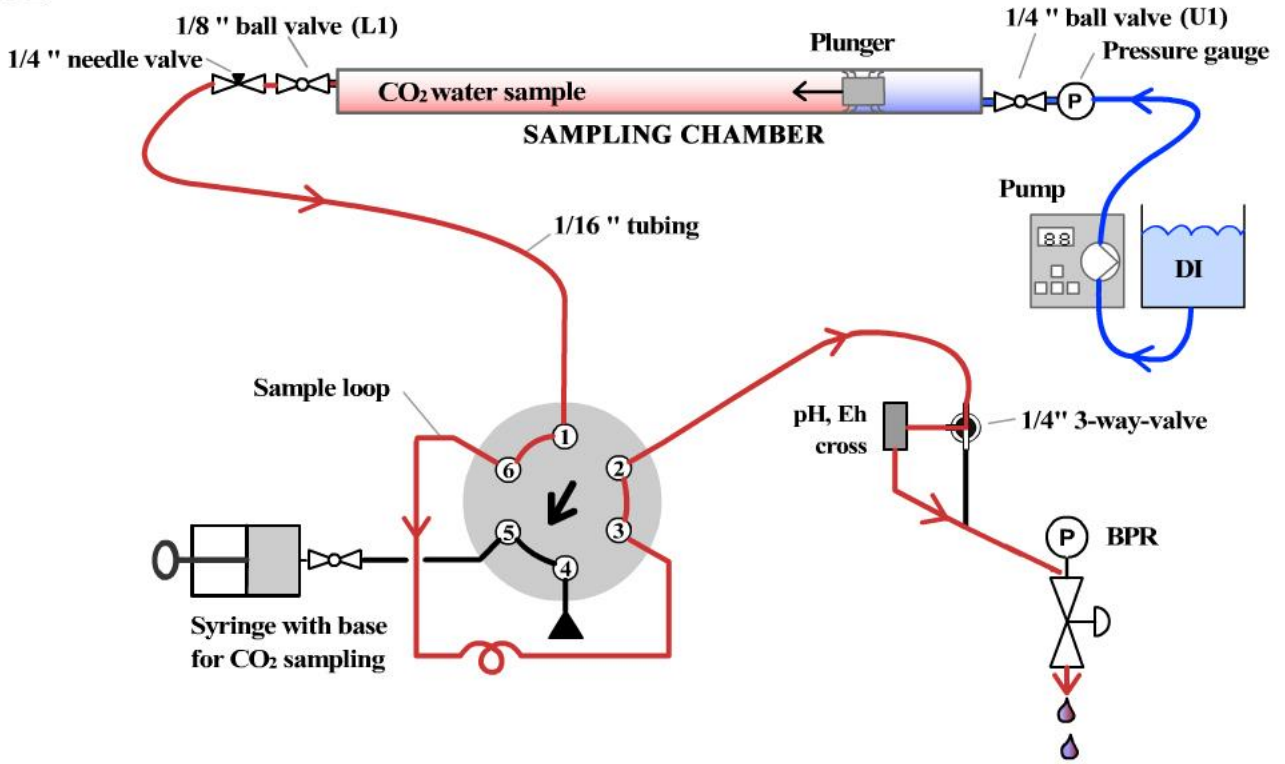 1/8 " ball valve (L1)
1/4 " needle valve
CO₂ water sample
Plunger
SAMPLING CHAMBER
1/4 " ball valve (U1)
Pressure gauge
P
Pump
88
DI
1/16 " tubing
Sample loop
1
6
2
5
3
4
pH, Eh
cross
1/4" 3-way-valve
P
BPR
Syringe with base
for CO₂ sampling